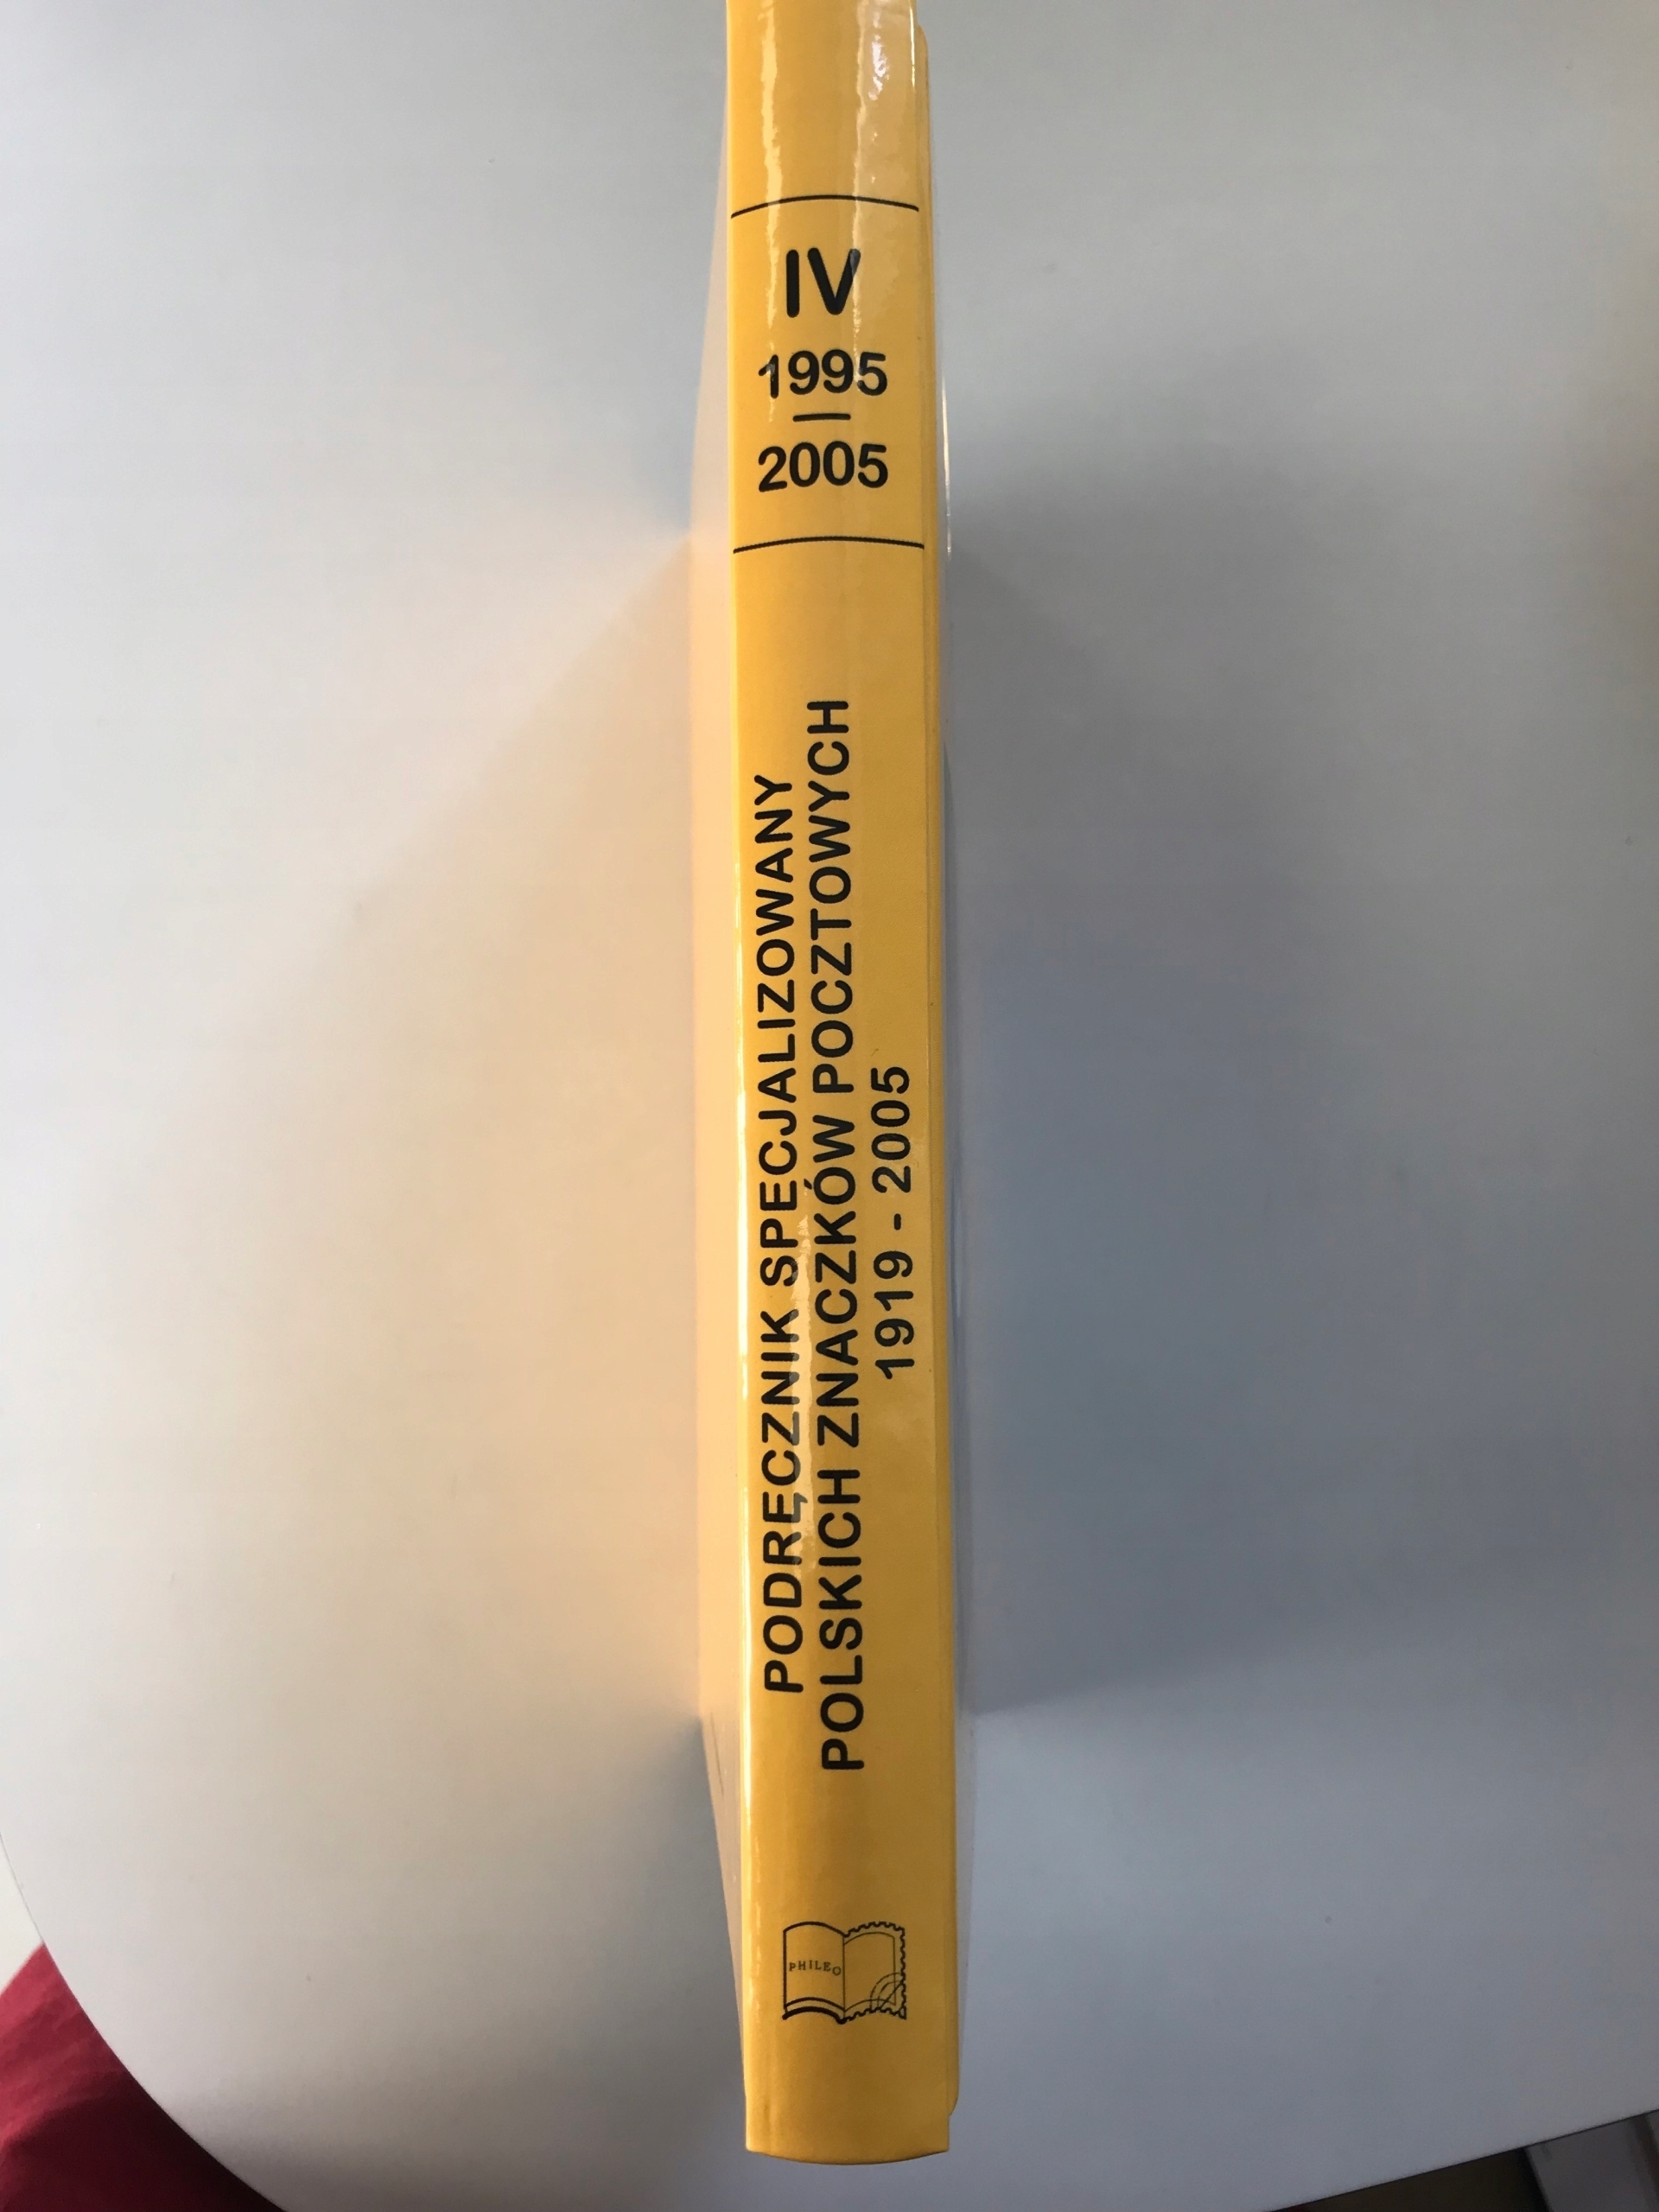 IV
1995
—
2005
PODRĘCZNIK SPECJALIZOWANY
POLSKICH ZNACZKÓW POCZTOWYCH
1919 - 2005
PHILEO